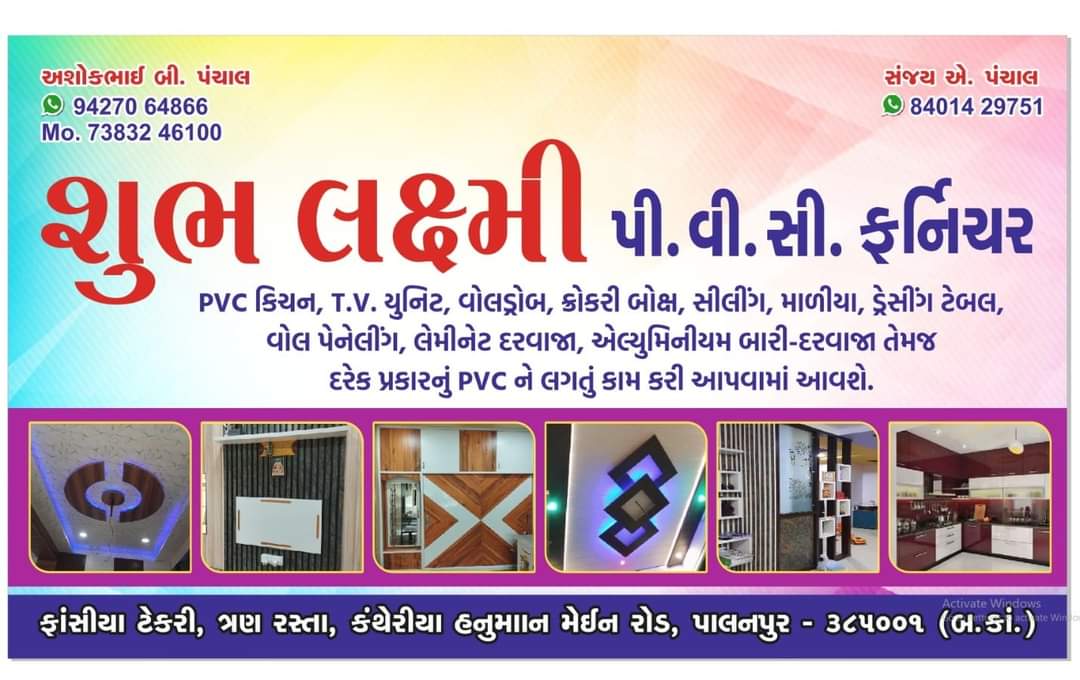 અશોકભાઈ બી. પંચાલ
94270 64866
Mo. 73832 46100
સંજય એ. પંચાલ
84014 29751
શુભ લક્ષ્મી પી.વી.સી. ફર્નિચર
PVC કિચન, T.V. યુનિટ, વોલડ્રોબ, ક્રોકરી બોક્ષ, સીલીંગ, માળીયા, ડ્રેસીંગ ટેબલ,
વોલ પેનેલીંગ, લેમીનેટ દરવાજા, એલ્યુમિનીયમ બારી-દરવાજા તેમજ
દરેક પ્રકારનું PVC ને લગતું કામ કરી આપવામાં આવશે.
ફાંસીયા ટેકરી, ત્રણ રસ્તા, કંથેરીયા હનુમાાન મેઈન રોડ, પાલનપુર - ૩૮૫૦૦૧ (બ.કાં.)
Activate Windows